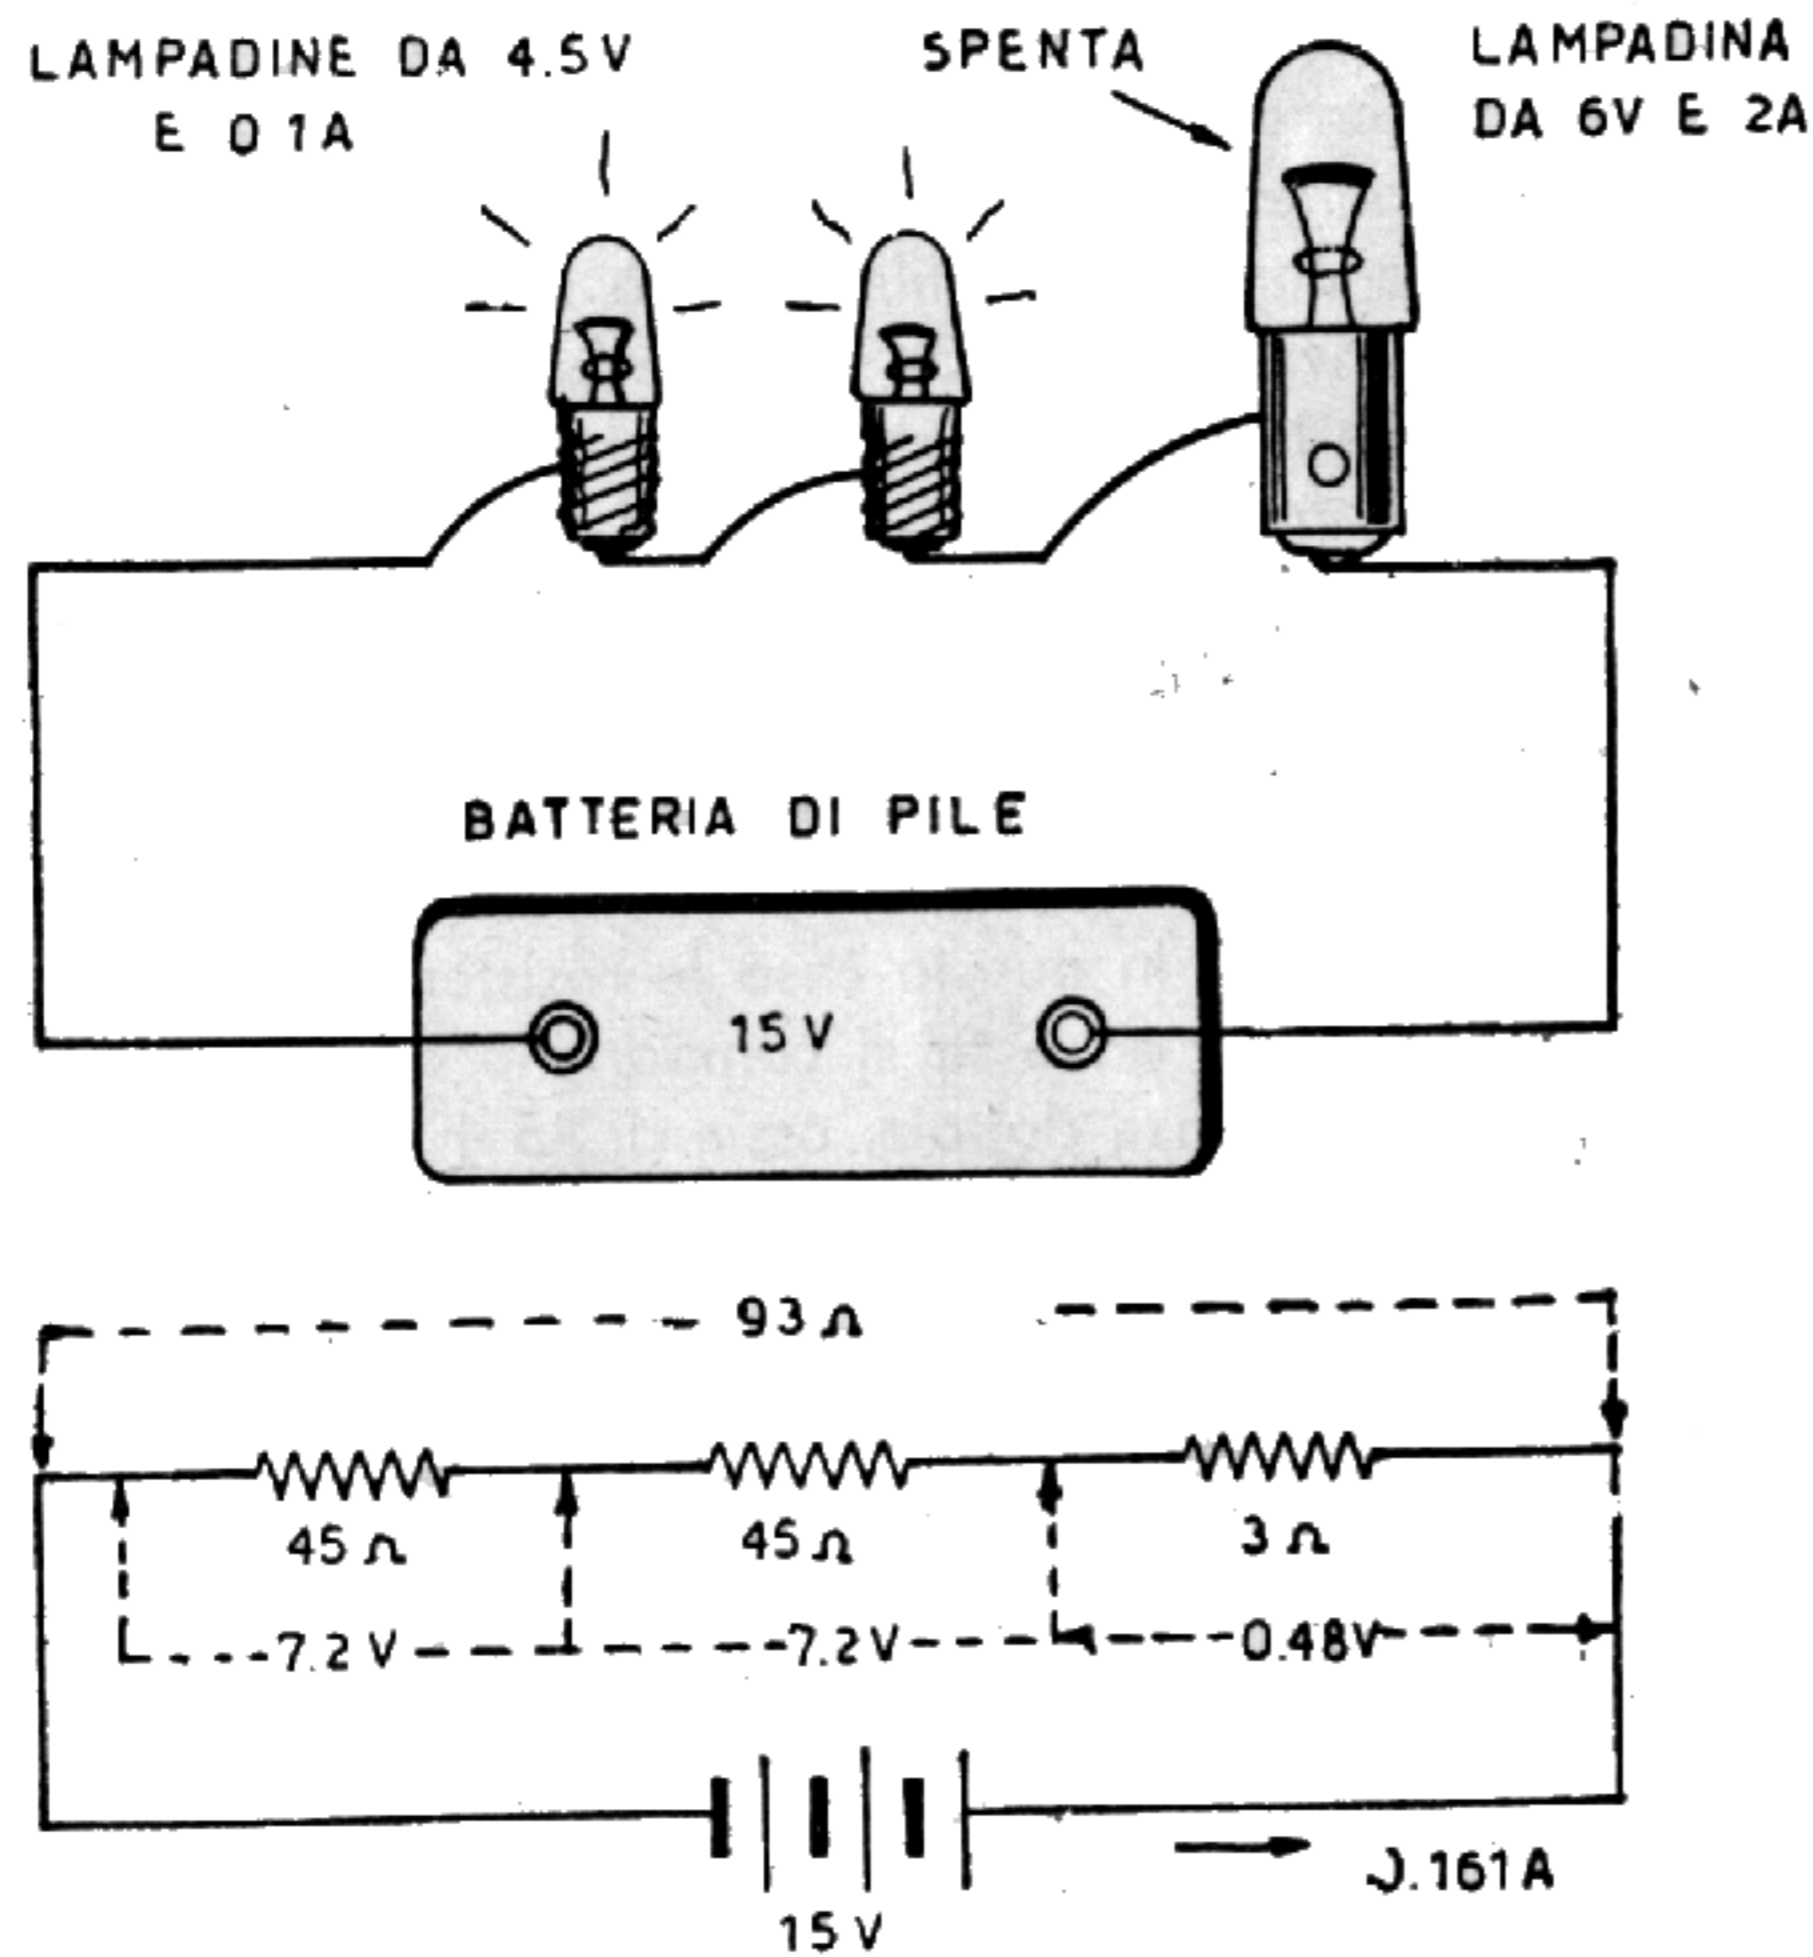 LAMPADINE DA 4.5V
E 0 1A
SPENTA
LAMPADINA
DA 6V E 2A
BATTERIA DI PILE
15 V
93 Ω
45 Ω
45 Ω
3 Ω
7.2 V
7.2 V
0.48V
15 V
0.161A